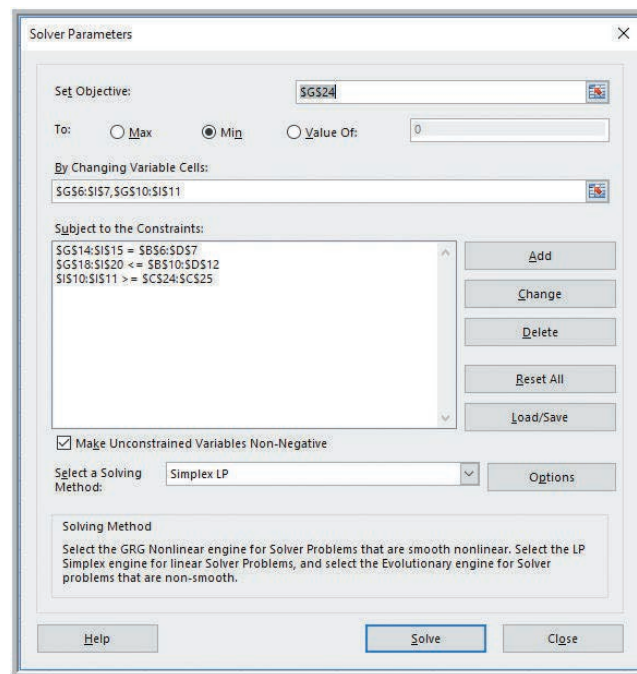 Solver Parameters
Set Objective:
$G$24
To:
Max
Min
Value Of:
0
By Changing Variable Cells:
$G$6:$I$7,$G$10:$I$11
Subject to the Constraints:
$G$14:$I$15 = $B$6:$D$7
$G$18:$I$20 <= $B$10:$D$12
$I$10:$I$11 >= $C$24:$C$25
Add
Change
Delete
Reset All
Load/Save
Make Unconstrained Variables Non-Negative
Select a Solving
Method:
Simplex LP
Options
Solving Method
Select the GRG Nonlinear engine for Solver Problems that are smooth nonlinear. Select the LP
Simplex engine for linear Solver Problems, and select the Evolutionary engine for Solver
problems that are non-smooth.
Help
Solve
Close